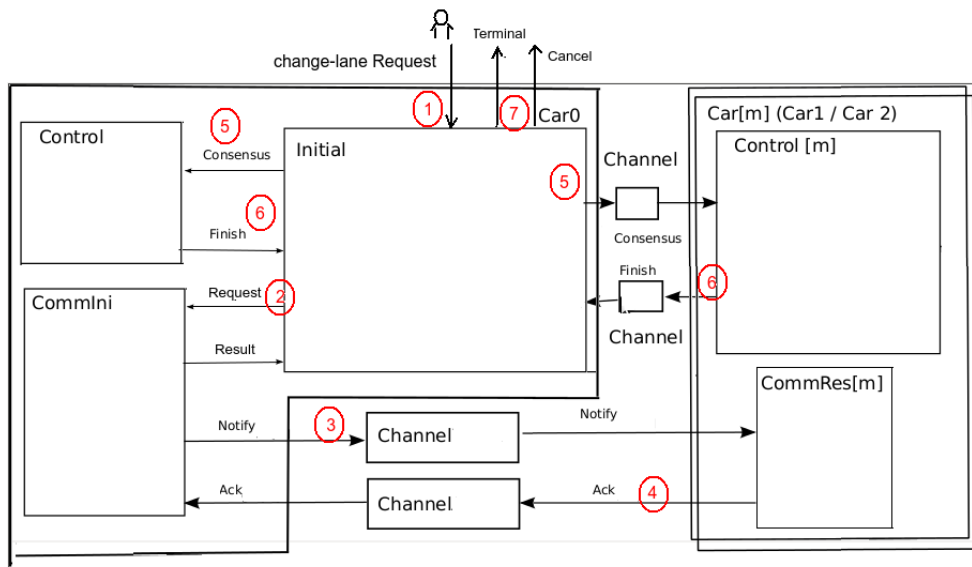 Terminal
Cancel
change-lane Request
1
7
Car0
Car[m] (Car1 / Car 2)
Control
5
Consensus
Initial
Channel
Control [m]
5
6
Finish
Consensus
Finish
6
CommIni
Request
2
Channel
Result
CommRes[m]
Notify
3
Channel
Notify
Ack
Channel
Ack
4